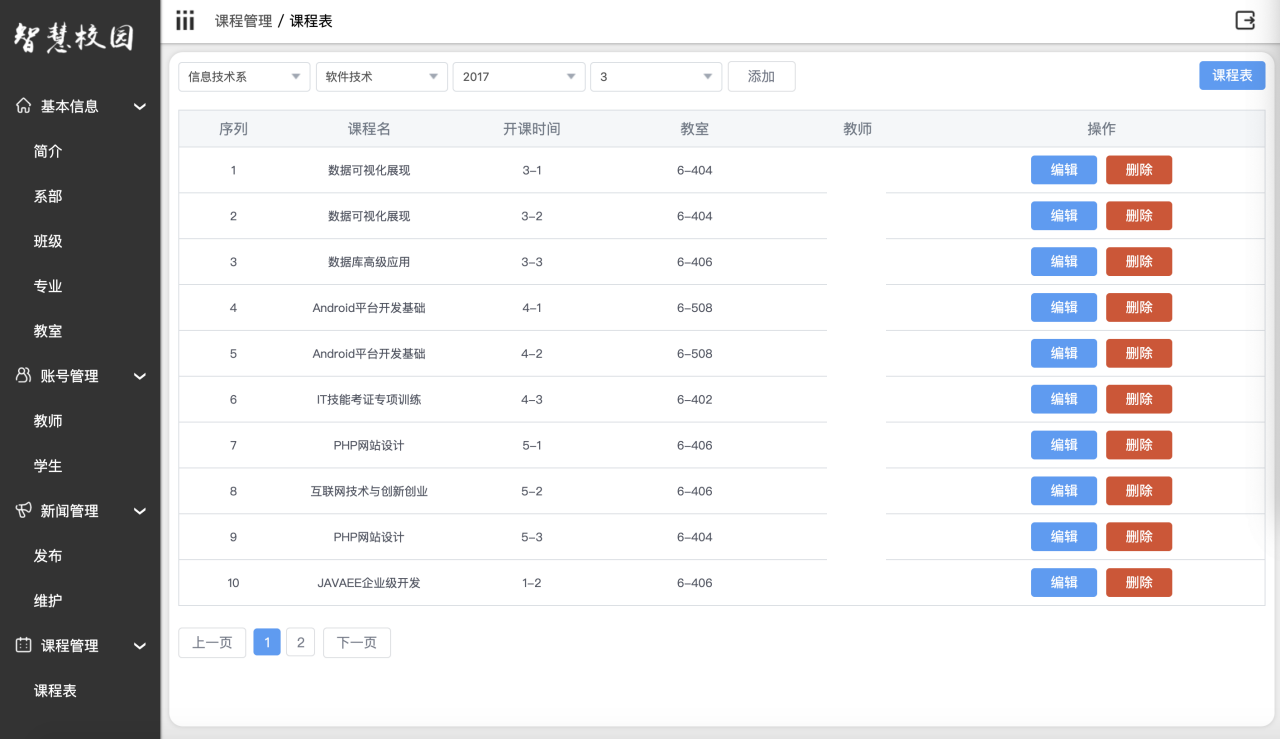 智慧校园
基本信息
简介
系部
班级
专业
教室
账号管理
教师
学生
新闻管理
发布
维护
课程管理
课程表
课程管理 / 课程表
信息技术系 软件技术 2017 3 添加 课程表
序列 课程名 开课时间 教室 教师 操作
1 数据可视化展现 3-1 6-404 编辑 删除
2 数据可视化展现 3-2 6-404 编辑 删除
3 数据库高级应用 3-3 6-406 编辑 删除
4 Android平台开发基础 4-1 6-508 编辑 删除
5 Android平台开发基础 4-2 6-508 编辑 删除
6 IT技能考证专项训练 4-3 6-402 编辑 删除
7 PHP网站设计 5-1 6-406 编辑 删除
8 互联网技术与创新创业 5-2 6-406 编辑 删除
9 PHP网站设计 5-3 6-404 编辑 删除
10 JAVAEE企业级开发 1-2 6-406 编辑 删除
上一页 1 2 下一页